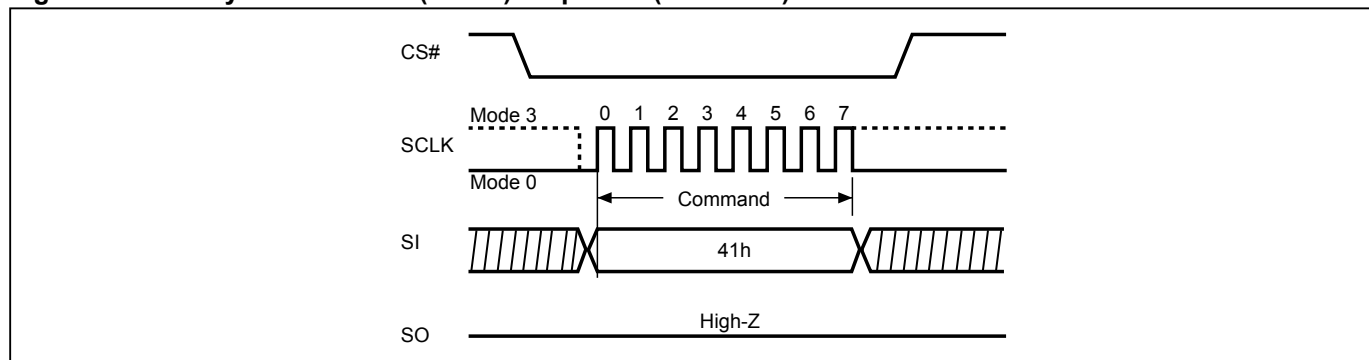 CS#
Mode 3 0 1 2 3 4 5 6 7
SCLK
Mode 0
Command
SI
41h
High-Z
SO